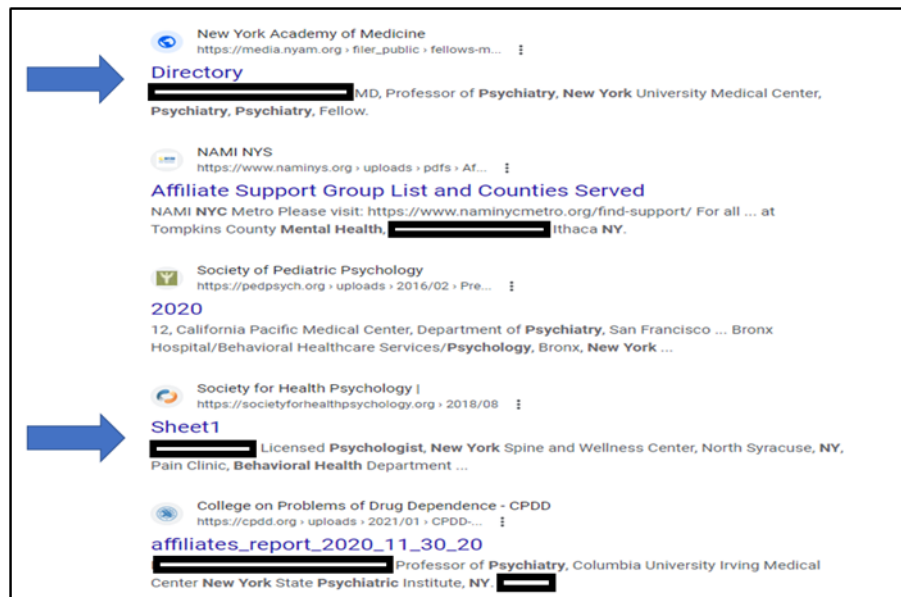 New York Academy of Medicine
https://media.nyam.org › filer_public › fellows-m...
Directory
MD, Professor of Psychiatry, New York University Medical Center,
Psychiatry, Psychiatry, Fellow.
NAMI NYS
https://www.naminys.org › uploads › pdfs › Af...
Affiliate Support Group List and Counties Served
NAMI NYC Metro Please visit: https://www.naminycmetro.org/find-support/ For all ... at
Tompkins County Mental Health, Ithaca NY.
Society of Pediatric Psychology
https://pedpsych.org › uploads › 2016/02 › Pre...
2020
12, California Pacific Medical Center, Department of Psychiatry, San Francisco ... Bronx
Hospital/Behavioral Healthcare Services/Psychology, Bronx, New York ...
Society for Health Psychology |
https://societyforhealthpsychology.org › 2018/08
Sheet1
Licensed Psychologist, New York Spine and Wellness Center, North Syracuse, NY,
Pain Clinic, Behavioral Health Department ...
College on Problems of Drug Dependence - CPDD
https://cpdd.org › uploads › 2021/01 › CPDD-...
affiliates_report_2020_11_30_20
Professor of Psychiatry, Columbia University Irving Medical
Center New York State Psychiatric Institute, NY.